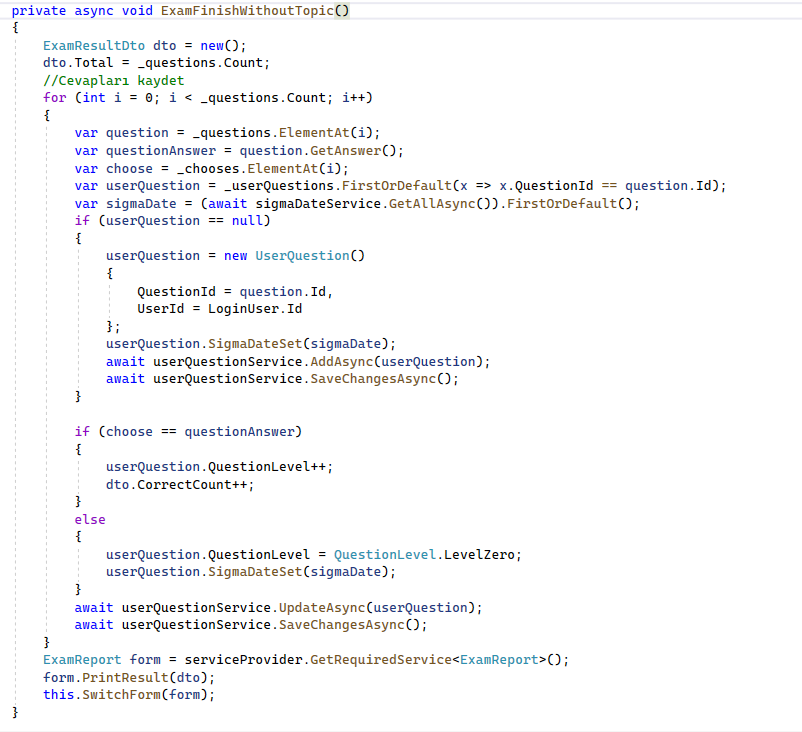 private async void ExamFinishWithoutTopic()
{
    ExamResultDto dto = new();
    dto.Total = _questions.Count;
    //Cevapları kaydet
    for (int i = 0; i < _questions.Count; i++)
    {
        var question = _questions.ElementAt(i);
        var questionAnswer = question.GetAnswer();
        var choose = _chooses.ElementAt(i);
        var userQuestion = _userQuestions.FirstOrDefault(x => x.QuestionId == question.Id);
        var sigmaDate = (await sigmaDateService.GetAllAsync()).FirstOrDefault();
        if (userQuestion == null)
        {
            userQuestion = new UserQuestion()
            {
                QuestionId = question.Id,
                UserId = LoginUser.Id
            };
            userQuestion.SigmaDateSet(sigmaDate);
            await userQuestionService.AddAsync(userQuestion);
            await userQuestionService.SaveChangesAsync();
        }

        if (choose == questionAnswer)
        {
            userQuestion.QuestionLevel++;
            dto.CorrectCount++;
        }
        else
        {
            userQuestion.QuestionLevel = QuestionLevel.LevelZero;
            userQuestion.SigmaDateSet(sigmaDate);
        }
        await userQuestionService.UpdateAsync(userQuestion);
        await userQuestionService.SaveChangesAsync();
    }
    ExamReport form = serviceProvider.GetRequiredService<ExamReport>();
    form.PrintResult(dto);
    this.SwitchForm(form);
}